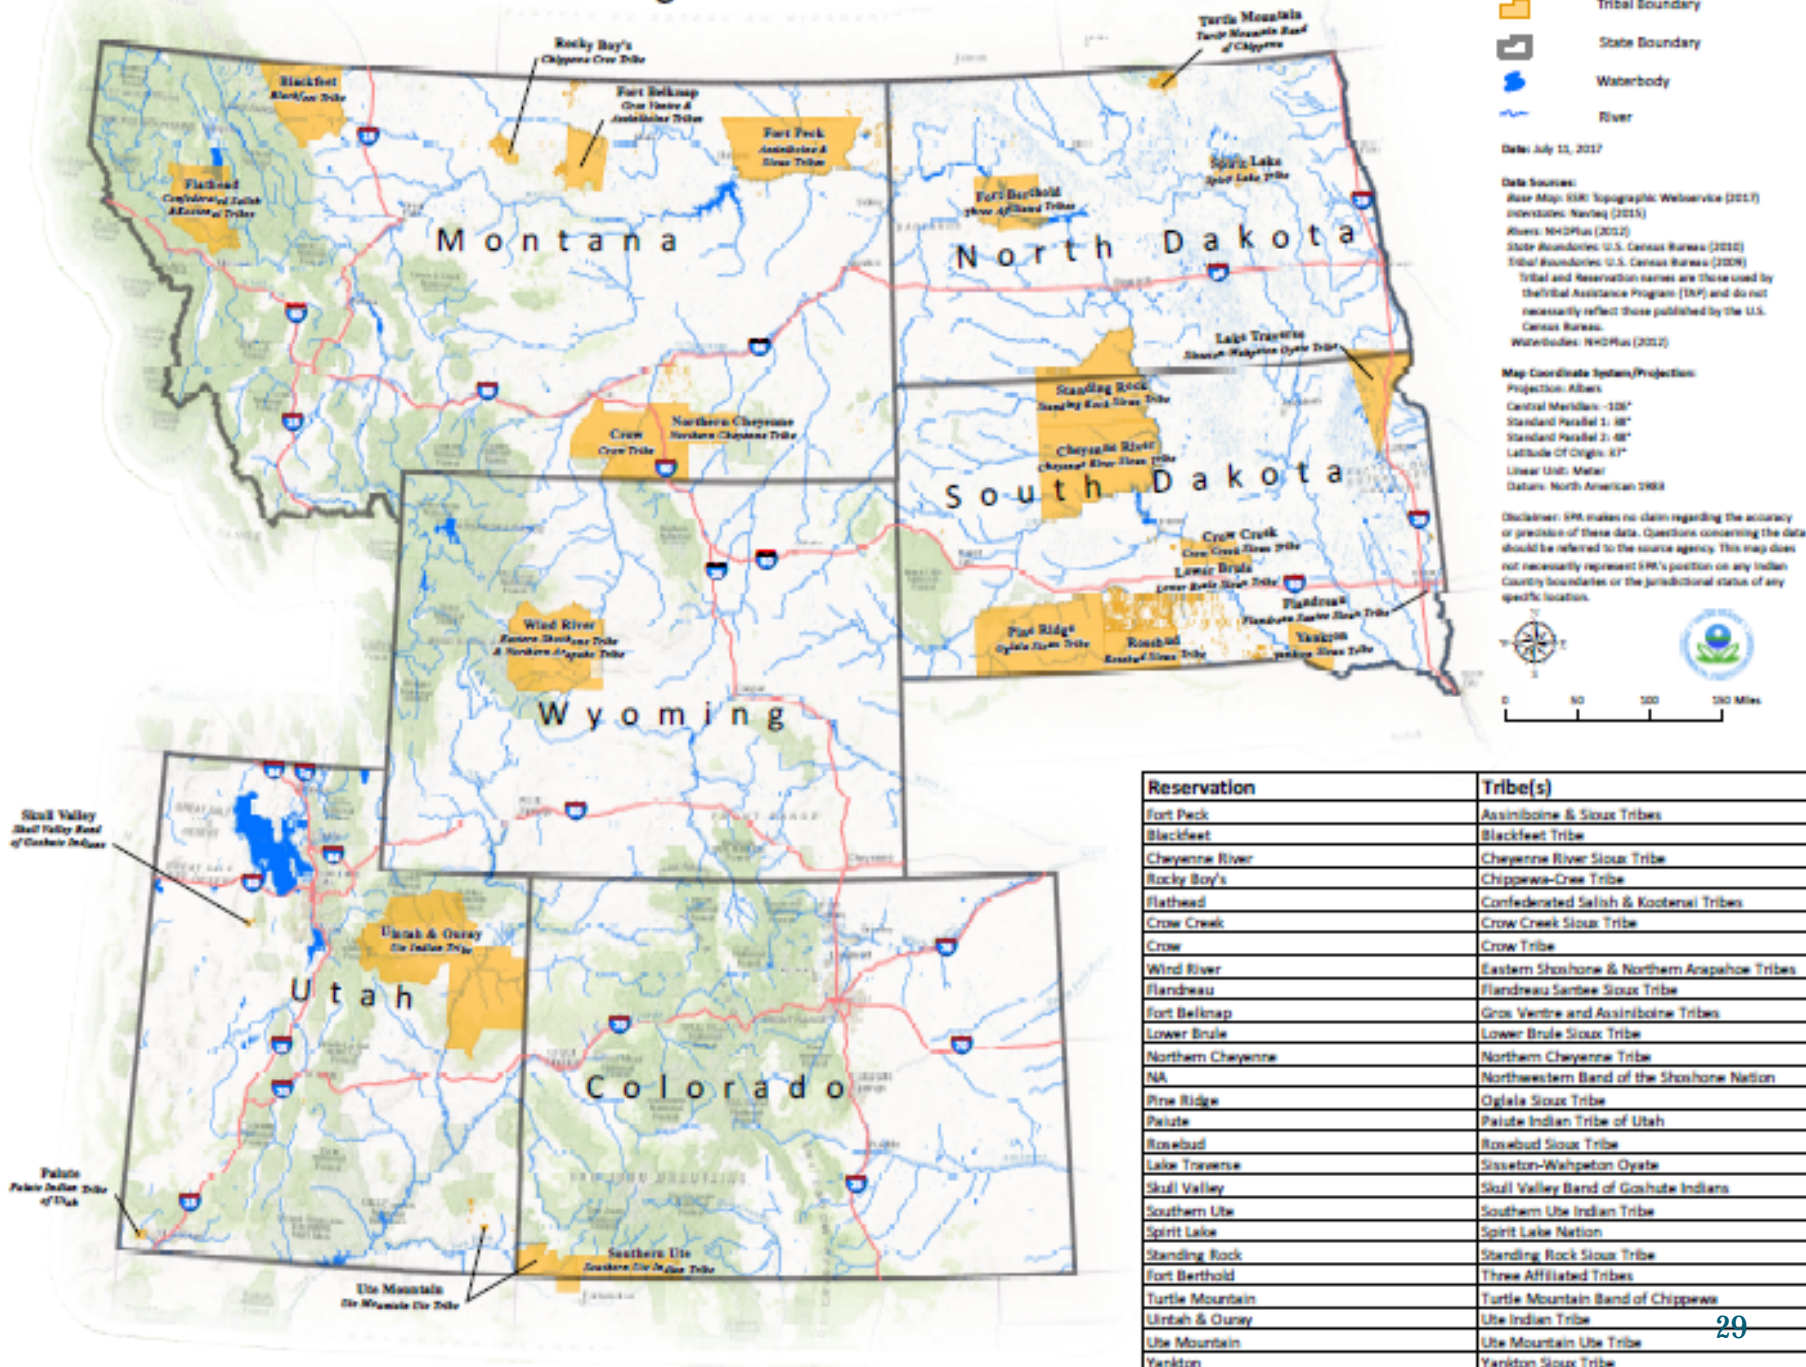 Tribal Boundary
State Boundary
Waterbody
River
Date: July 11, 2017
Data Sources:
Base Map: ESRI Topographic Webservice (2017)
Interstates: Navteq (2015)
Rivers: NHDPlus (2012)
State Boundaries: U.S. Census Bureau (2010)
Tribal Boundaries: U.S. Census Bureau (2009)
Tribal and Reservation names are those used by
theTribal Assistance Program (TAP) and do not
necessarily reflect those published by the U.S.
Census Bureau.
Waterbodies: NHDPlus (2012)
Map Coordinate System/Projection:
Projection: Albers
Central Meridian: -106°
Standard Parallel 1: 38°
Standard Parallel 2: 48°
Latitude Of Origin: 37°
Linear Unit: Meter
Datum: North American 1983
Disclaimer: EPA makes no claim regarding the accuracy
or precision of these data. Questions concerning the data
should be referred to the source agency. This map does
not necessarily represent EPA's position on any Indian
Country boundaries or the jurisdictional status of any
specific location.
0 50 100 150 Miles
Turtle Mountain
Turtle Mountain Band
of Chippewa
Rocky Boy's
Chippewa Cree Tribe
Blackfeet
Blackfeet Tribe
Fort Belknap
Gros Ventre &
Assiniboine Tribes
Fort Peck
Assiniboine &
Sioux Tribes
Flathead
Confederated Salish
& Kootenai Tribes
Spirit Lake
Spirit Lake Tribe
Fort Berthold
Three Affiliated Tribes
Montana
North Dakota
Lake Traverse
Sisseton-Wahpeton Oyate Tribe
Standing Rock
Standing Rock Sioux Tribe
Crow
Crow Tribe
Northern Cheyenne
Northern Cheyenne Tribe
Cheyenne River
Cheyenne River Sioux Tribe
South Dakota
Crow Creek
Crow Creek Sioux Tribe
Lower Brule
Lower Brule Sioux Tribe
Flandreau
Flandreau Santee Sioux Tribe
Pine Ridge
Oglala Sioux Tribe
Rosebud
Rosebud Sioux Tribe
Yankton
Yankton Sioux Tribe
Wind River
Eastern Shoshone Tribe
& Northern Arapaho Tribe
Wyoming
Skull Valley
Skull Valley Band
of Goshute Indians
Uintah & Ouray
Ute Indian Tribe
Utah
Colorado
Paiute
Paiute Indian Tribe
of Utah
Ute Mountain
Ute Mountain Ute Tribe
Southern Ute
Southern Ute Indian Tribe
Reservation Tribe(s)
Fort Peck Assiniboine & Sioux Tribes
Blackfeet Blackfeet Tribe
Cheyenne River Cheyenne River Sioux Tribe
Rocky Boy's Chippewa-Cree Tribe
Flathead Confederated Salish & Kootenai Tribes
Crow Creek Crow Creek Sioux Tribe
Crow Crow Tribe
Wind River Eastern Shoshone & Northern Arapahoe Tribes
Flandreau Flandreau Santee Sioux Tribe
Fort Belknap Gros Ventre and Assiniboine Tribes
Lower Brule Lower Brule Sioux Tribe
Northern Cheyenne Northern Cheyenne Tribe
NA Northwestern Band of the Shoshone Nation
Pine Ridge Oglala Sioux Tribe
Paiute Paiute Indian Tribe of Utah
Rosebud Rosebud Sioux Tribe
Lake Traverse Sisseton-Wahpeton Oyate
Skull Valley Skull Valley Band of Goshute Indians
Southern Ute Southern Ute Indian Tribe
Spirit Lake Spirit Lake Nation
Standing Rock Standing Rock Sioux Tribe
Fort Berthold Three Affiliated Tribes
Turtle Mountain Turtle Mountain Band of Chippewa
Uintah & Ouray Ute Indian Tribe
Ute Mountain Ute Mountain Ute Tribe
Yankton Yankton Sioux Tribe
29